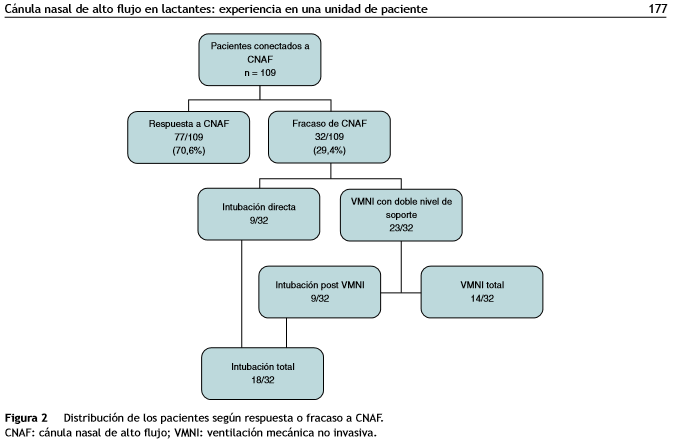 Cánula nasal de alto flujo en lactantes: experiencia en una unidad de paciente 177
Pacientes conectados a
CNAF
n = 109
Respuesta a CNAF
77/109
(70,6%)
Fracaso de CNAF
32/109
(29,4%)
Intubación directa
9/32
VMNI con doble nivel de
soporte
23/32
Intubación post VMNI
9/32
VMNI total
14/32
Intubación total
18/32
Figura 2 Distribución de los pacientes según respuesta o fracaso a CNAF.
CNAF: cánula nasal de alto flujo; VMNI: ventilación mecánica no invasiva.